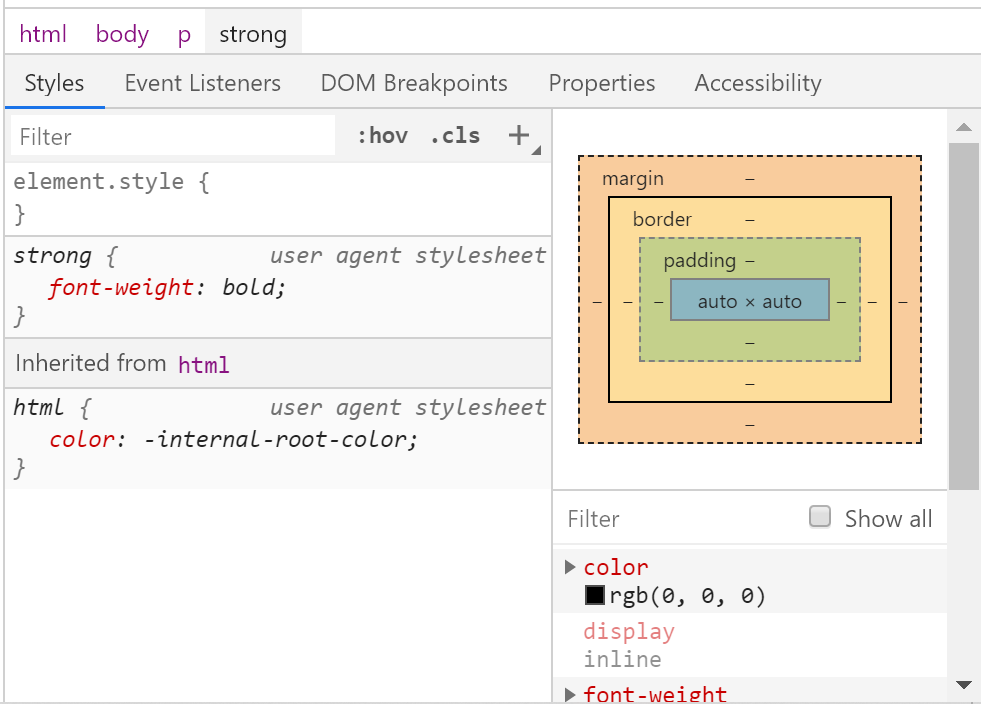 html body p strong
Styles Event Listeners DOM Breakpoints Properties Accessibility
Filter :hov .cls +
element.style {
}
strong { user agent stylesheet
font-weight: bold;
}
Inherited from html
html { user agent stylesheet
color: -internal-root-color;
}
margin –
border –
padding –
– – – auto × auto – – –
–
–
–
Filter Show all
color
rgb(0, 0, 0)
display
inline
font-weight